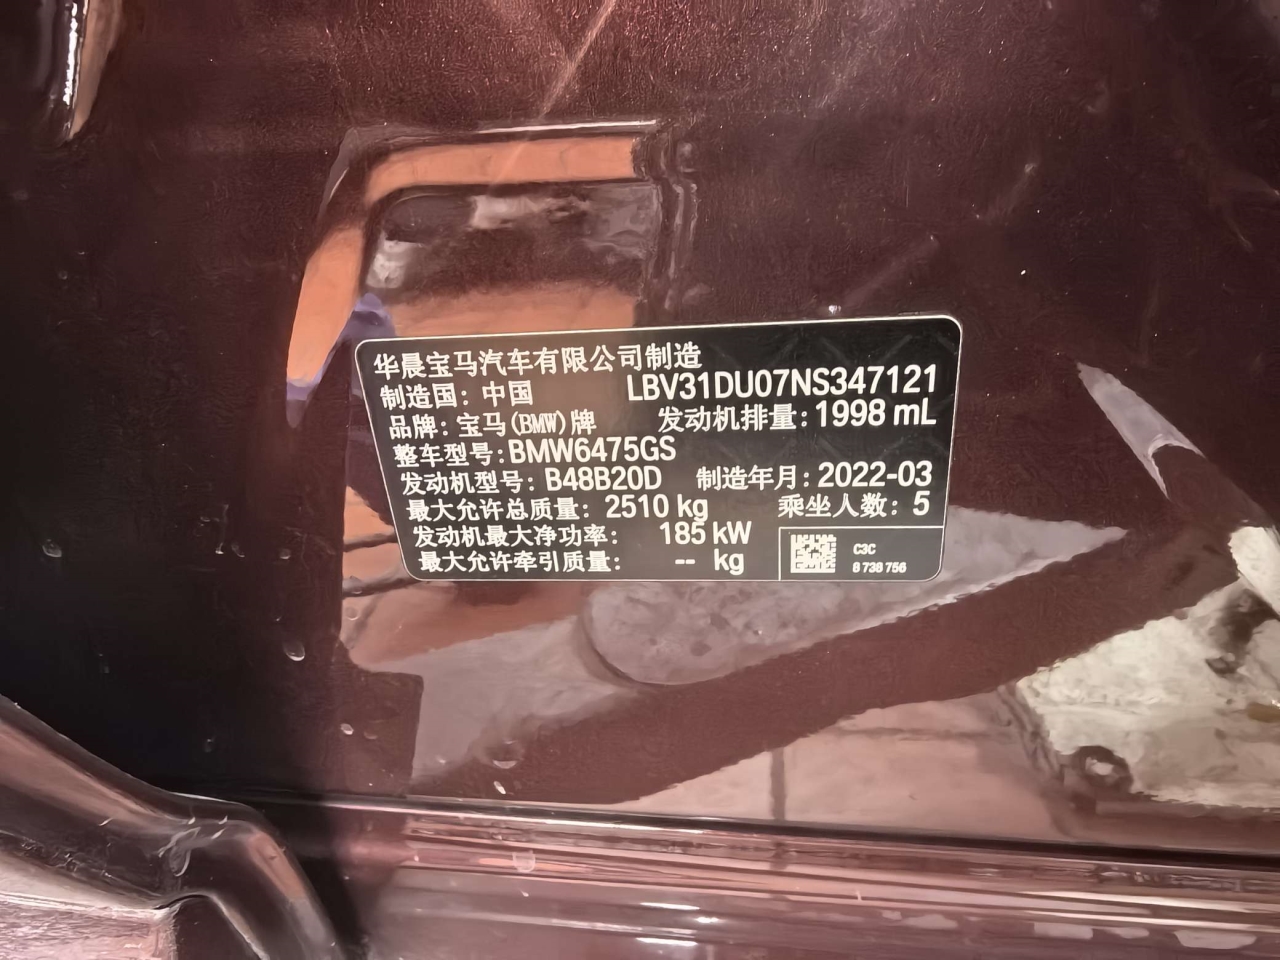 华晨宝马汽车有限公司制造
制造国：中国 LBV31DU07NS347121
品牌：宝马(BMW)牌 发动机排量：1998 mL
整车型号：BMW6475GS
发动机型号：B48B20D 制造年月：2022-03
最大允许总质量：2510 kg 乘坐人数：5
发动机最大净功率：185 kW
最大允许牵引质量：-- kg
C3C
8 738 756